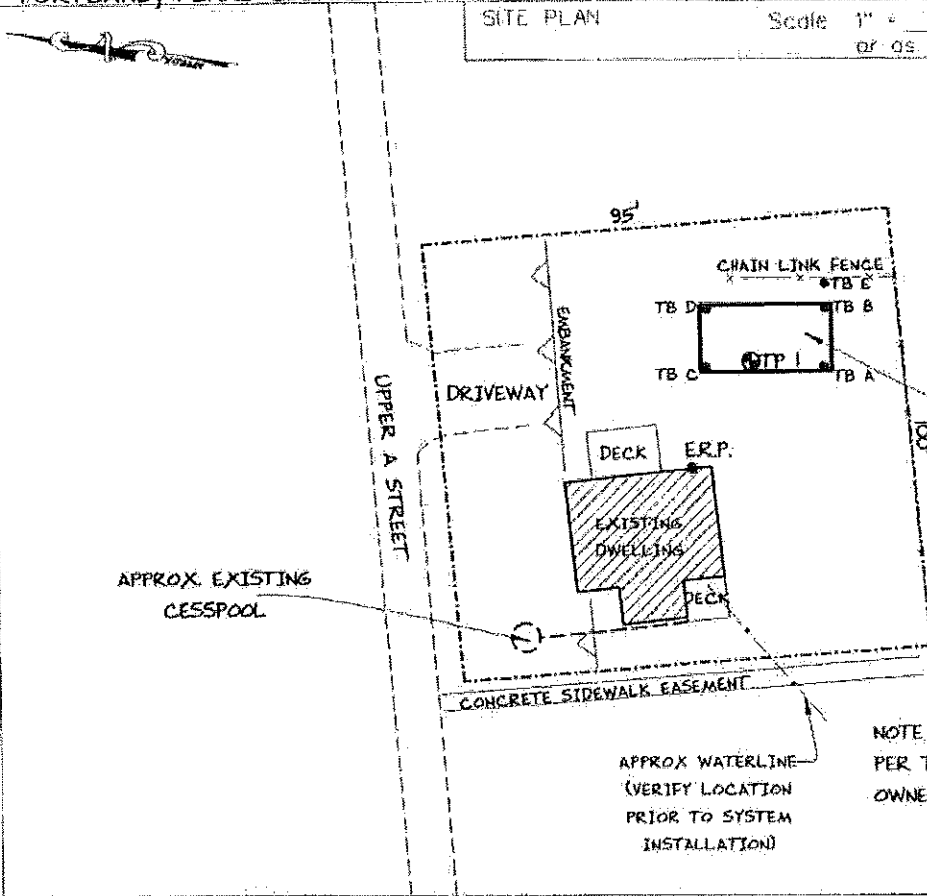 SITE PLAN
Scale 1" =
or as
95'
CHAIN LINK FENCE
TB E
TB D
TB B
TP 1
TB C
TB A
EMBANKMENT
DRIVEWAY
UPPER A STREET
DECK
E.R.P.
EXISTING
DWELLING
DECK
APPROX. EXISTING
CESSPOOL
CONCRETE SIDEWALK EASEMENT
APPROX WATERLINE
(VERIFY LOCATION
PRIOR TO SYSTEM
INSTALLATION)
NOTE
PER T
OWNE